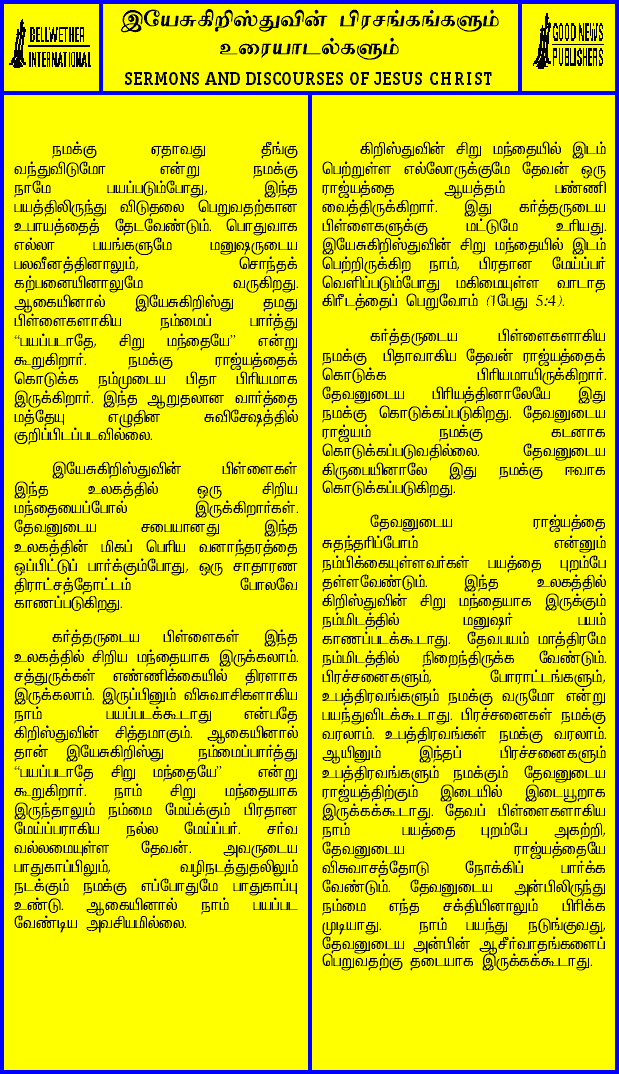 BELLWETHER
INTERNATIONAL
இயேசுகிறிஸ்துவின் பிரசங்கங்களும்
உரையாடல்களும்
SERMONS AND DISCOURSES OF JESUS CHRIST
GOOD NEWS
PUBLISHERS
நமக்கு ஏதாவது தீங்கு
வந்துவிடுமோ என்று நமக்கு
நாமே பயப்படும்போது, இந்த
பயத்திலிருந்து விடுதலை பெறுவதற்கான
உபாயத்தைத் தேடவேண்டும். பொதுவாக
எல்லா பயங்களுமே மனுஷருடைய
பலவீனத்தினாலும், சொந்தக்
கற்பனையினாலுமே வருகிறது.
ஆகையினால் இயேசுகிறிஸ்து தமது
பிள்ளைகளாகிய நம்மைப் பார்த்து
“பயப்படாதே, சிறு மந்தையே” என்று
கூறுகிறார். நமக்கு ராஜ்யத்தைக்
கொடுக்க நம்முடைய பிதா பிரியமாக
இருக்கிறார். இந்த ஆறுதலான வார்த்தை
மத்தேயு எழுதின சுவிசேஷத்தில்
குறிப்பிடப்படவில்லை.
இயேசுகிறிஸ்துவின் பிள்ளைகள்
இந்த உலகத்தில் ஒரு சிறிய
மந்தையைப்போல் இருக்கிறார்கள்.
தேவனுடைய சபையானது இந்த
உலகத்தின் மிகப் பெரிய வனாந்தரத்தை
ஒப்பிட்டுப் பார்க்கும்போது, ஒரு சாதாரண
திராட்சத்தோட்டம் போலவே
காணப்படுகிறது.
கர்த்தருடைய பிள்ளைகள் இந்த
உலகத்தில் சிறிய மந்தையாக இருக்கலாம்.
சத்துருக்கள் எண்ணிக்கையில் திரளாக
இருக்கலாம். இருப்பினும் விசுவாசிகளாகிய
நாம் பயப்படக்கூடாது என்பதே
கிறிஸ்துவின் சித்தமாகும். ஆகையினால்
தான் இயேசுகிறிஸ்து நம்மைப்பார்த்து
“பயப்படாதே சிறு மந்தையே” என்று
கூறுகிறார். நாம் சிறு மந்தையாக
இருந்தாலும் நம்மை மேய்க்கும் பிரதான
மேய்ப்பராகிய நல்ல மேய்ப்பர். சர்வ
வல்லமையுள்ள தேவன். அவருடைய
பாதுகாப்பிலும், வழிநடத்துதலிலும்
நடக்கும் நமக்கு எப்போதுமே பாதுகாப்பு
உண்டு. ஆகையினால் நாம் பயப்பட
வேண்டிய அவசியமில்லை.
கிறிஸ்துவின் சிறு மந்தையில் இடம்
பெற்றுள்ள எல்லோருக்குமே தேவன் ஒரு
ராஜ்யத்தை ஆயத்தம் பண்ணி
வைத்திருக்கிறார். இது கர்த்தருடைய
பிள்ளைகளுக்கு மட்டுமே உரியது.
இயேசுகிறிஸ்துவின் சிறு மந்தையில் இடம்
பெற்றிருக்கிற நாம், பிரதான மேய்ப்பர்
வெளிப்படும்போது மகிமையுள்ள வாடாத
கிரீடத்தைப் பெறுவோம் (1பேது 5:4).
கர்த்தருடைய பிள்ளைகளாகிய
நமக்கு பிதாவாகிய தேவன் ராஜ்யத்தைக்
கொடுக்க பிரியமாயிருக்கிறார்.
தேவனுடைய பிரியத்தினாலேயே இது
நமக்கு கொடுக்கப்படுகிறது. தேவனுடைய
ராஜ்யம் நமக்கு கடனாக
கொடுக்கப்படுவதில்லை. தேவனுடைய
கிருபையினாலே இது நமக்கு ஈவாக
கொடுக்கப்படுகிறது.
தேவனுடைய ராஜ்யத்தை
சுதந்தரிப்போம் என்னும்
நம்பிக்கையுள்ளவர்கள் பயத்தை புறம்பே
தள்ளவேண்டும். இந்த உலகத்தில்
கிறிஸ்துவின் சிறு மந்தையாக இருக்கும்
நம்மிடத்தில் மனுஷர் பயம்
காணப்படக்கூடாது. தேவபயம் மாத்திரமே
நம்மிடத்தில் நிறைந்திருக்க வேண்டும்.
பிரச்சனைகளும், போராட்டங்களும்,
உபத்திரவங்களும் நமக்கு வருமோ என்று
பயந்துவிடக்கூடாது. பிரச்சனைகள் நமக்கு
வரலாம். உபத்திரவங்கள் நமக்கு வரலாம்.
ஆயினும் இந்தப் பிரச்சனைகளும்
உபத்திரவங்களும் நமக்கும் தேவனுடைய
ராஜ்யத்திற்கும் இடையில் இடையூறாக
இருக்கக்கூடாது. தேவப் பிள்ளைகளாகிய
நாம் பயத்தை புறம்பே அகற்றி,
தேவனுடைய ராஜ்யத்தையே
விசுவாசத்தோடு நோக்கிப் பார்க்க
வேண்டும். தேவனுடைய அன்பிலிருந்து
நம்மை எந்த சக்தியினாலும் பிரிக்க
முடியாது. நாம் பயந்து நடுங்குவது,
தேவனுடைய அன்பின் ஆசீர்வாதங்களைப்
பெறுவதற்கு தடையாக இருக்கக்கூடாது.